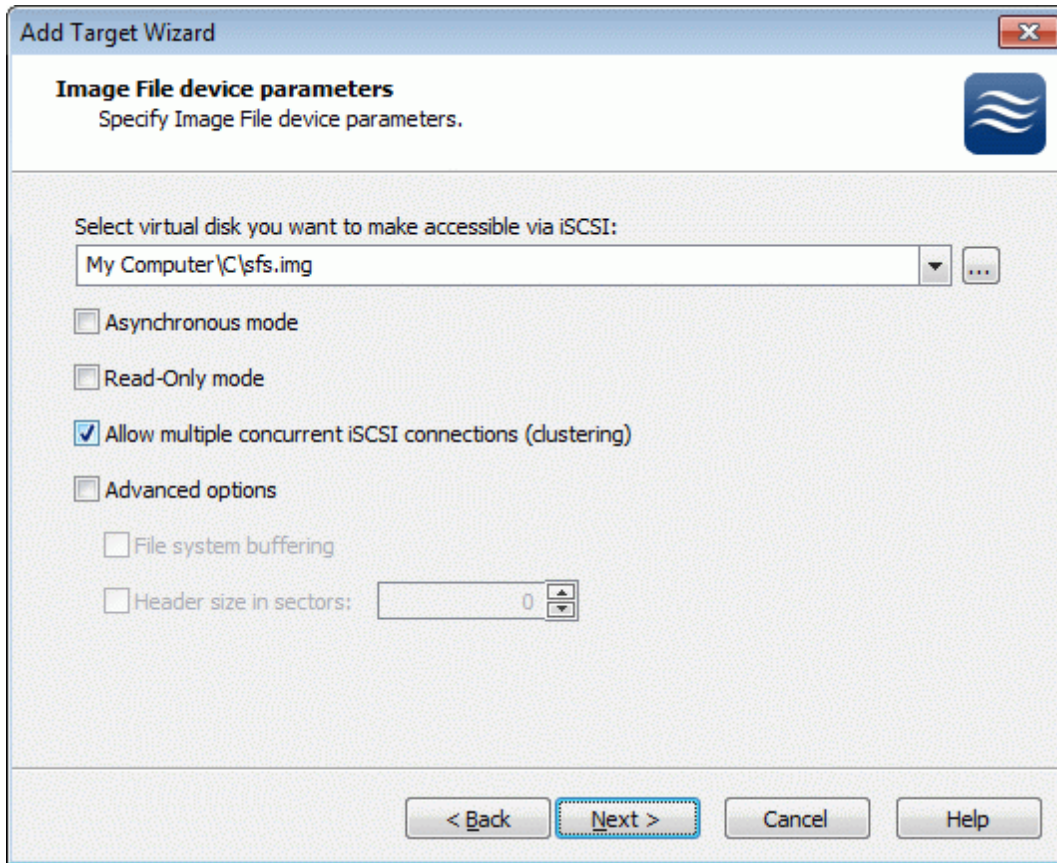 Add Target Wizard
Image File device parameters
Specify Image File device parameters.
Select virtual disk you want to make accessible via iSCSI:
My Computer\C\sfs.img
...
Asynchronous mode
Read-Only mode
Allow multiple concurrent iSCSI connections (clustering)
Advanced options
File system buffering
Header size in sectors: 0
< Back Next > Cancel Help